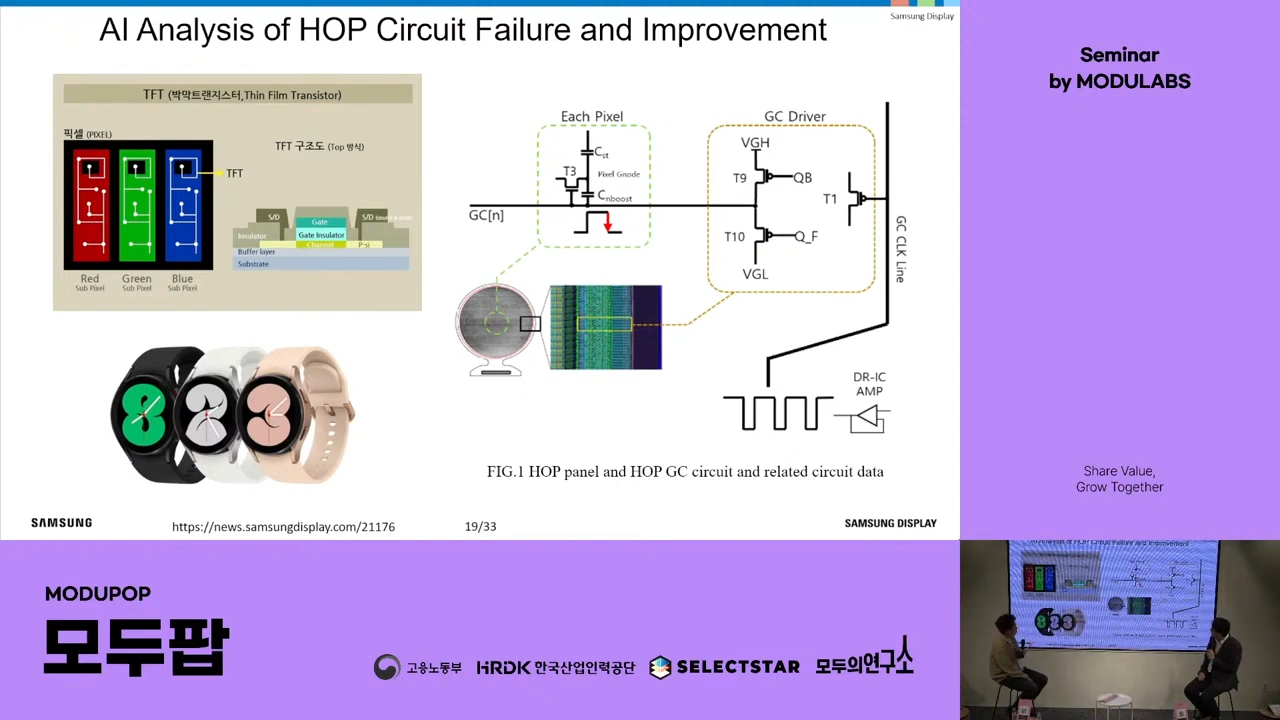 Samsung Display
AI Analysis of HOP Circuit Failure and Improvement
TFT (박막트랜지스터,Thin Film Transistor)
픽셀 (PIXEL)
TFT 구조도 (Top 방식)
TFT
S/D
Gate
S/D
Insulator
Gate Insulator
Channel
P-si
Buffer layer
Substrate
Red
Sub Pixel
Green
Sub Pixel
Blue
Sub Pixel
Each Pixel
Cst
T3
Pixel Gnode
Cnboost
GC[n]
GC Driver
VGH
T9
QB
T1
T10
Q_F
VGL
GC CLK Line
DR-IC
AMP
FIG.1 HOP panel and HOP GC circuit and related circuit data
SAMSUNG
https://news.samsungdisplay.com/21176
19/33
SAMSUNG DISPLAY
Seminar
by MODULABS
Share Value,
Grow Together
MODUPOP
모두팝
고용노동부
HRDK 한국산업인력공단
SELECTSTAR
모두의연구소